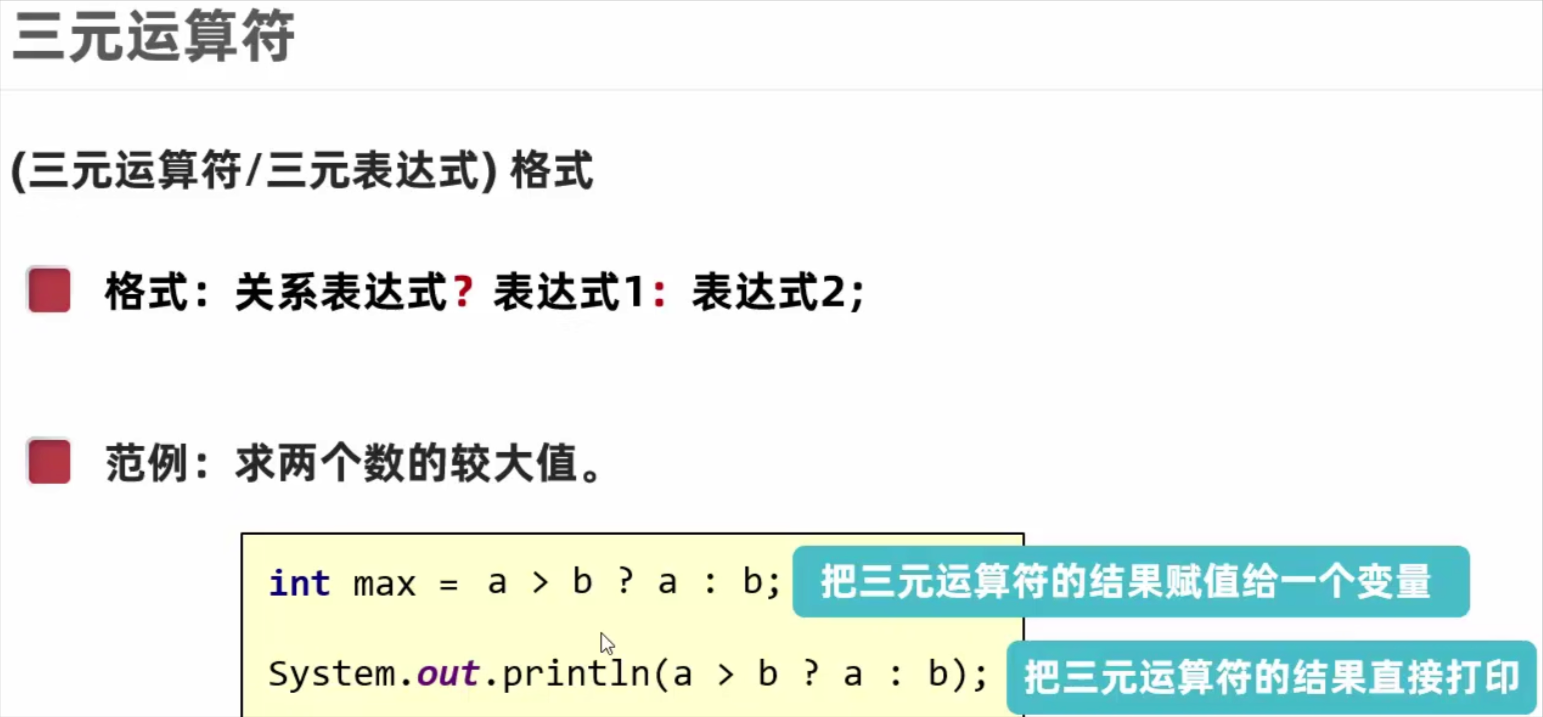 三元运算符
(三元运算符/三元表达式) 格式
格式：关系表达式？表达式1：表达式2；
范例：求两个数的较大值。
int max = a > b ? a : b; 把三元运算符的结果赋值给一个变量
System.out.println(a > b ? a : b); 把三元运算符的结果直接打印